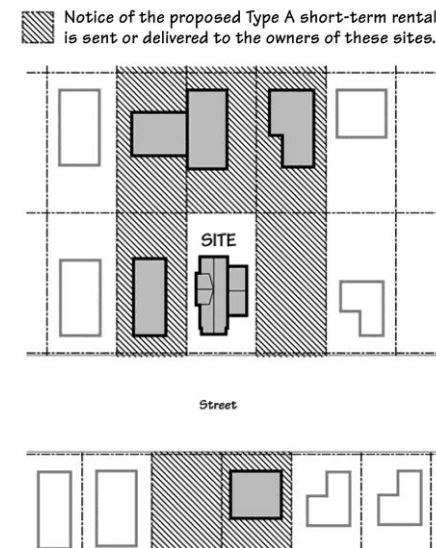 Notice of the proposed Type A short-term rental
is sent or delivered to the owners of these sites.
SITE
Street